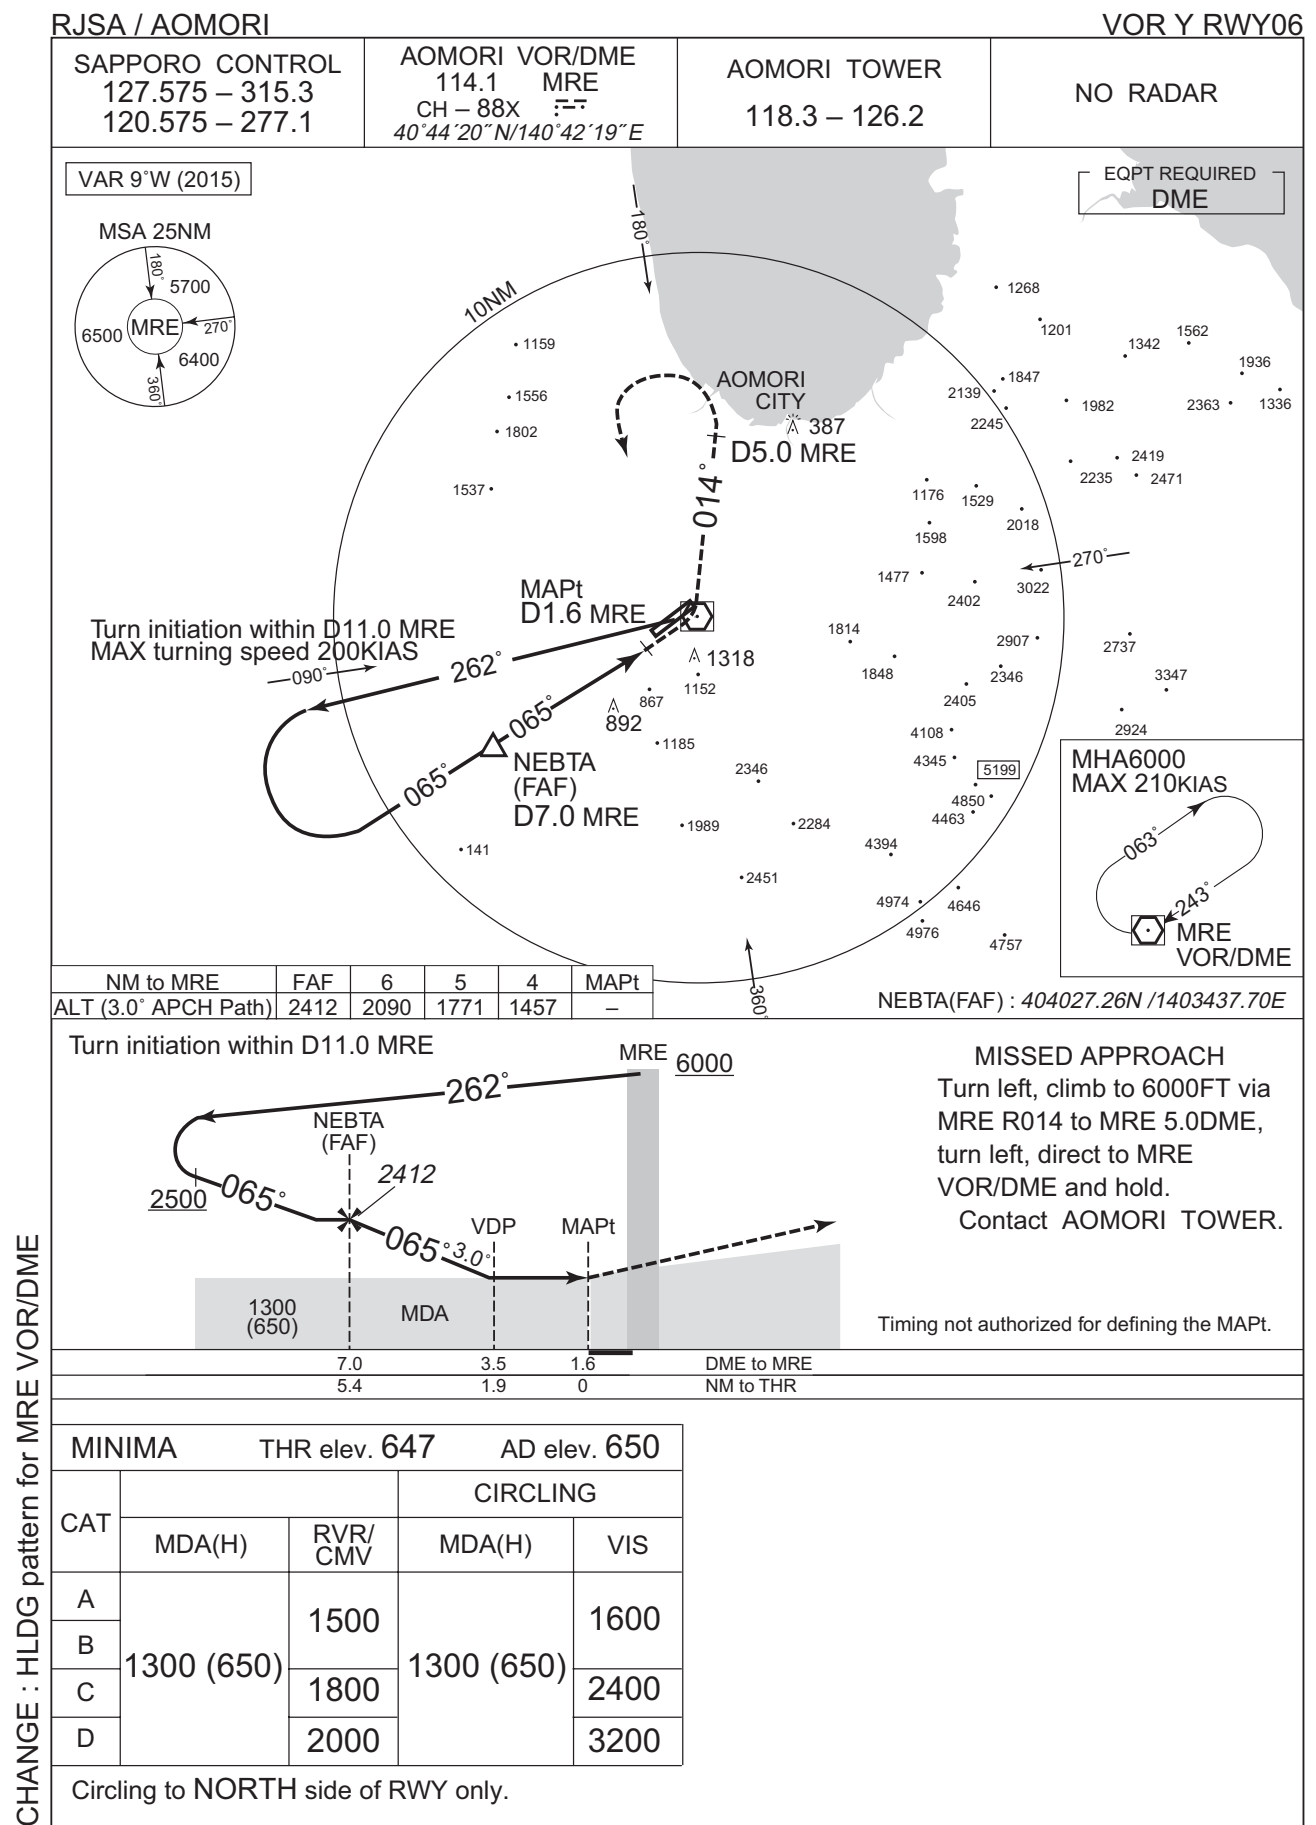 RJSA / AOMORI
VOR Y RWY06
SAPPORO CONTROL
127.575 – 315.3
120.575 – 277.1
AOMORI VOR/DME
114.1 MRE
CH – 88X
40°44´20˝N/140°42´19˝E
AOMORI TOWER
118.3 – 126.2
NO RADAR
VAR 9°W (2015)
EQPT REQUIRED
DME
MSA 25NM
180°
5700
6500
MRE
270°
6400
360°
180°
10NM
1268
1201
1562
1342
1159
1936
1847
2139
1556
AOMORI
CITY
1982
2363
1336
387
2245
1802
D5.0 MRE
2419
2235
2471
1537
014°
1176
1529
2018
1598
270°
1477
3022
2402
MAPt
D1.6 MRE
Turn initiation within D11.0 MRE
MAX turning speed 200KIAS
090°
262°
1814
2907
2737
1318
1848
2346
3347
1152
867
2405
892
065°
2924
4108
1185
NEBTA
(FAF)
D7.0 MRE
4345
5199
2346
065°
4850
4463
MHA6000
MAX 210KIAS
063°
243°
MRE
VOR/DME
1989
2284
141
4394
2451
4974
4646
4976
4757
360°
NM to MRE FAF 6 5 4 MAPt
ALT (3.0° APCH Path) 2412 2090 1771 1457 –
NEBTA(FAF) : 404027.26N /1403437.70E
Turn initiation within D11.0 MRE
MRE
6000
262°
NEBTA
(FAF)
2412
2500
065°
065°
3.0°
VDP
MAPt
1300
(650)
MDA
7.0 3.5 1.6 DME to MRE
5.4 1.9 0 NM to THR
MISSED APPROACH
Turn left, climb to 6000FT via
MRE R014 to MRE 5.0DME,
turn left, direct to MRE
VOR/DME and hold.
Contact AOMORI TOWER.
Timing not authorized for defining the MAPt.
MINIMA THR elev. 647 AD elev. 650
CAT
CIRCLING
MDA(H)
RVR/
CMV
MDA(H)
VIS
A
B
C
D
1300 (650)
1500
1800
2000
1300 (650)
1600
2400
3200
Circling to NORTH side of RWY only.
CHANGE : HLDG pattern for MRE VOR/DME